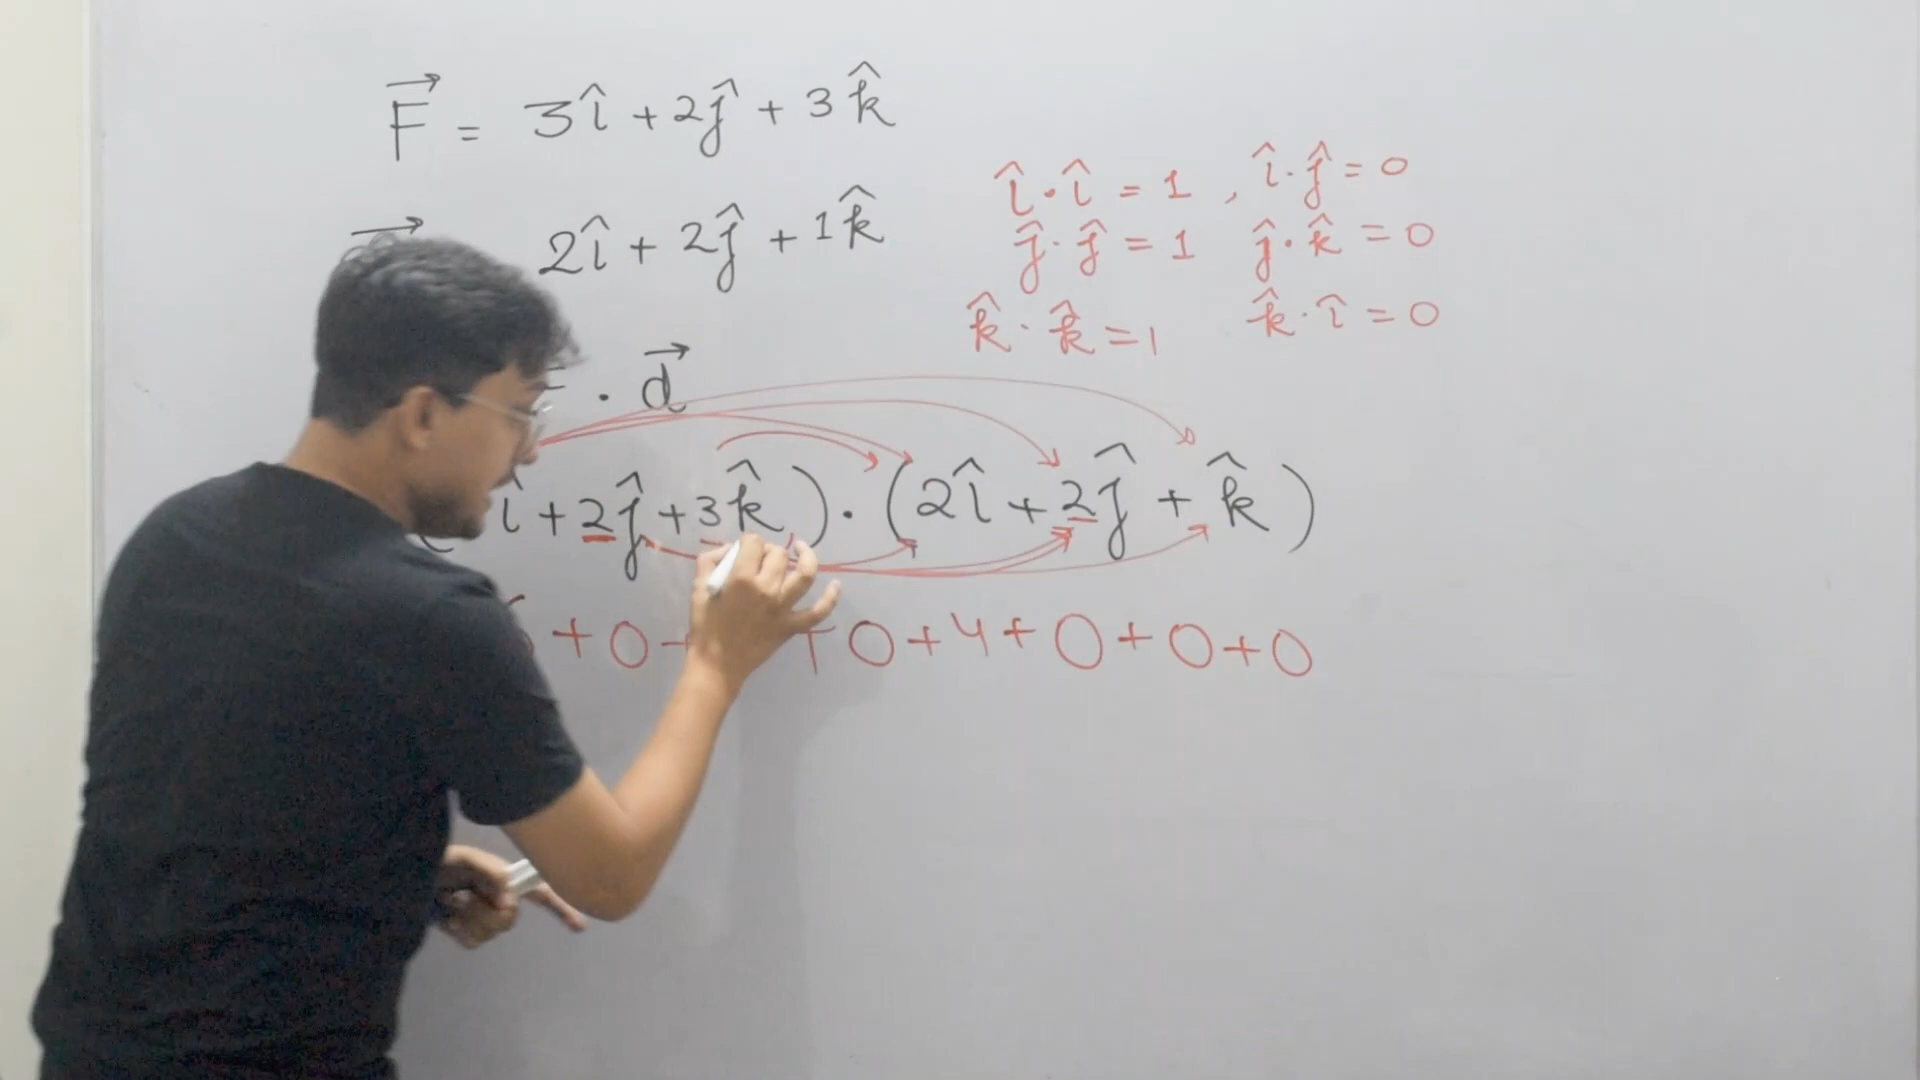 F⃗ = 3î + 2ĵ + 3k̂
2î + 2ĵ + 1k̂
î · î = 1 , î · ĵ = 0
ĵ · ĵ = 1 ĵ · k̂ = 0
k̂ · k̂ = 1 k̂ · î = 0
· d⃗
î + 2ĵ + 3k̂ ) · ( 2î + 2ĵ + k̂ )
+ 0 + + 0 + 4 + 0 + 0 + 0